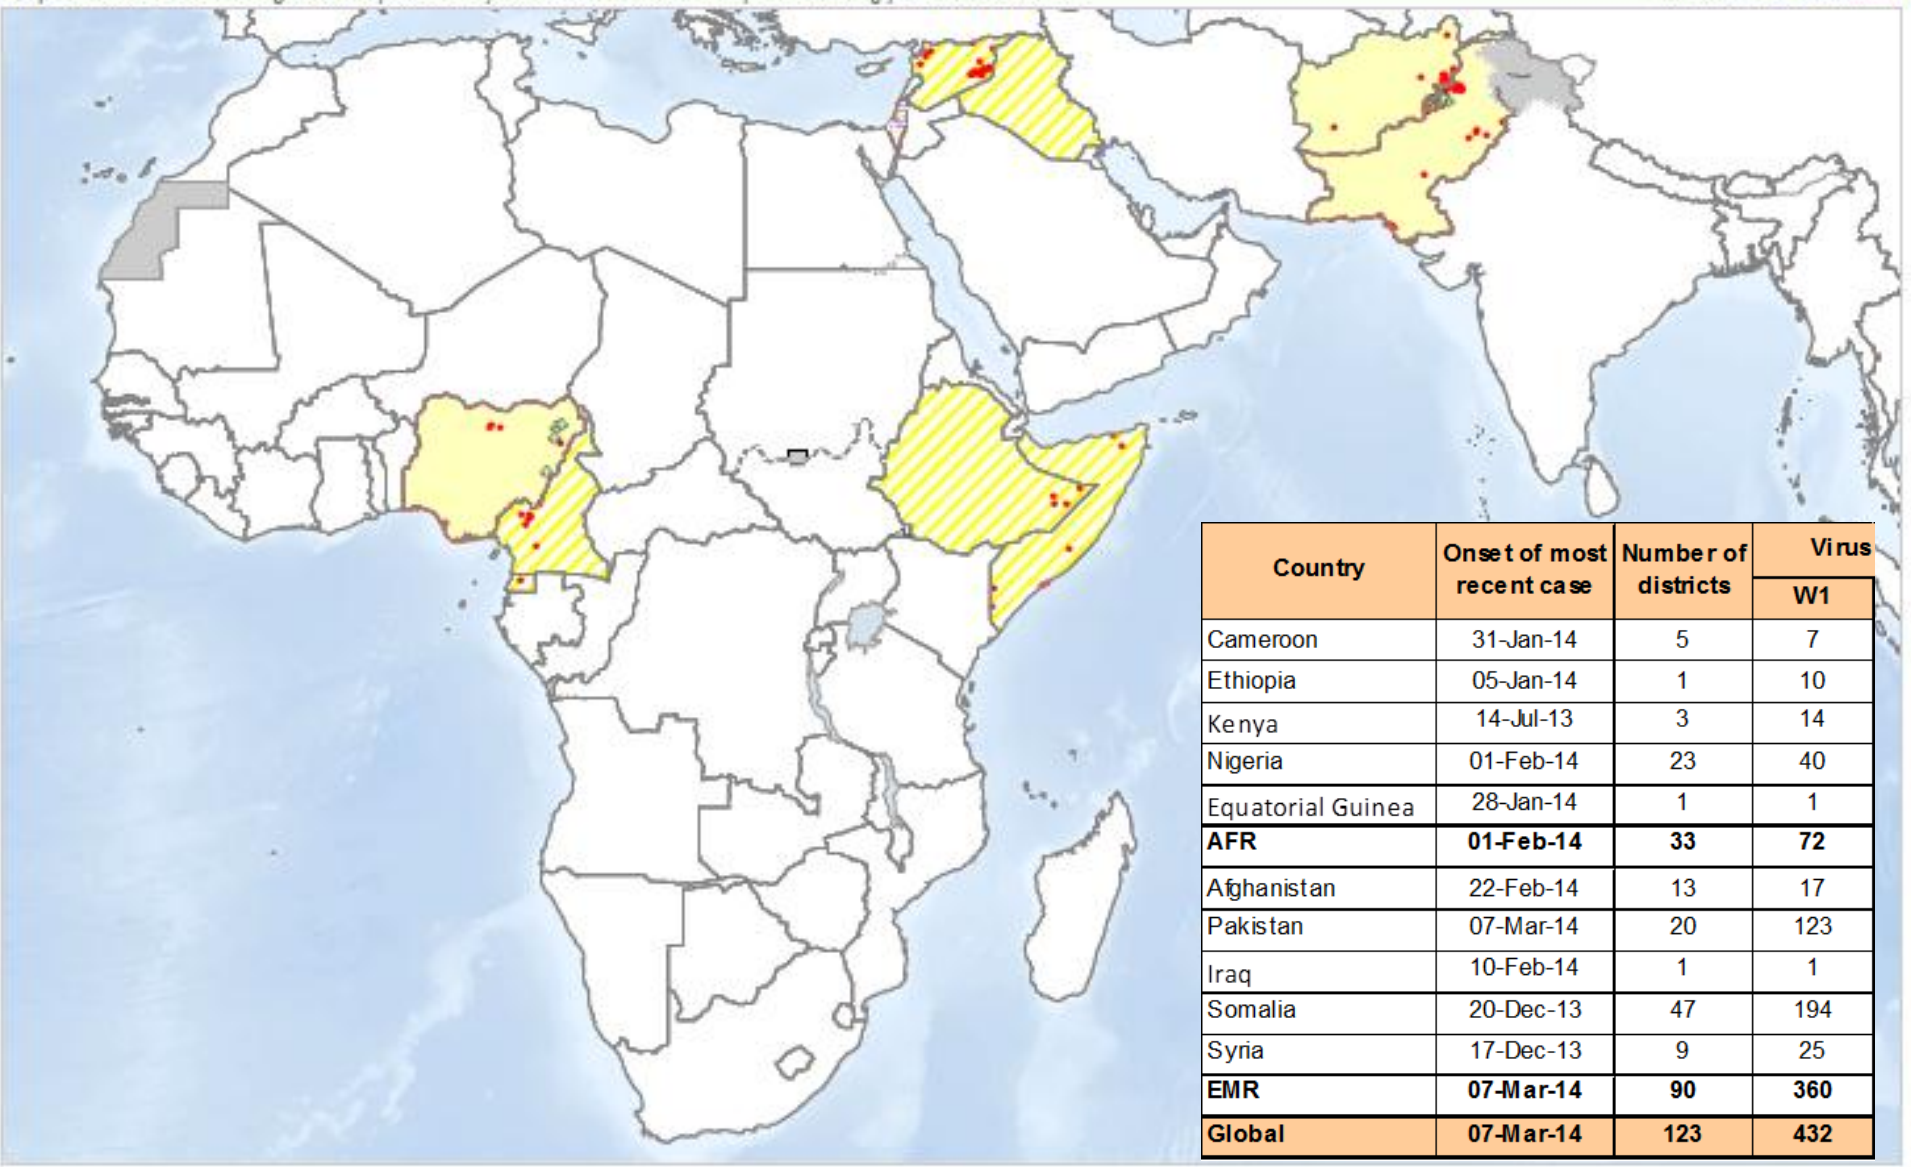 Country
Onset of most
recent case
Number of
districts
Virus
W1
Cameroon 31-Jan-14 5 7
Ethiopia 05-Jan-14 1 10
Kenya 14-Jul-13 3 14
Nigeria 01-Feb-14 23 40
Equatorial Guinea 28-Jan-14 1 1
AFR 01-Feb-14 33 72
Afghanistan 22-Feb-14 13 17
Pakistan 07-Mar-14 20 123
Iraq 10-Feb-14 1 1
Somalia 20-Dec-13 47 194
Syria 17-Dec-13 9 25
EMR 07-Mar-14 90 360
Global 07-Mar-14 123 432